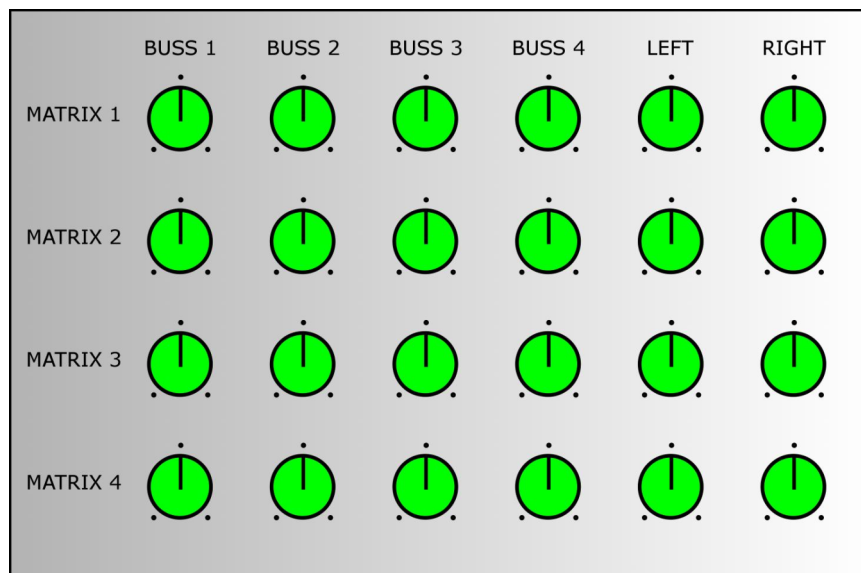 BUSS 1 BUSS 2 BUSS 3 BUSS 4 LEFT RIGHT
MATRIX 1
MATRIX 2
MATRIX 3
MATRIX 4